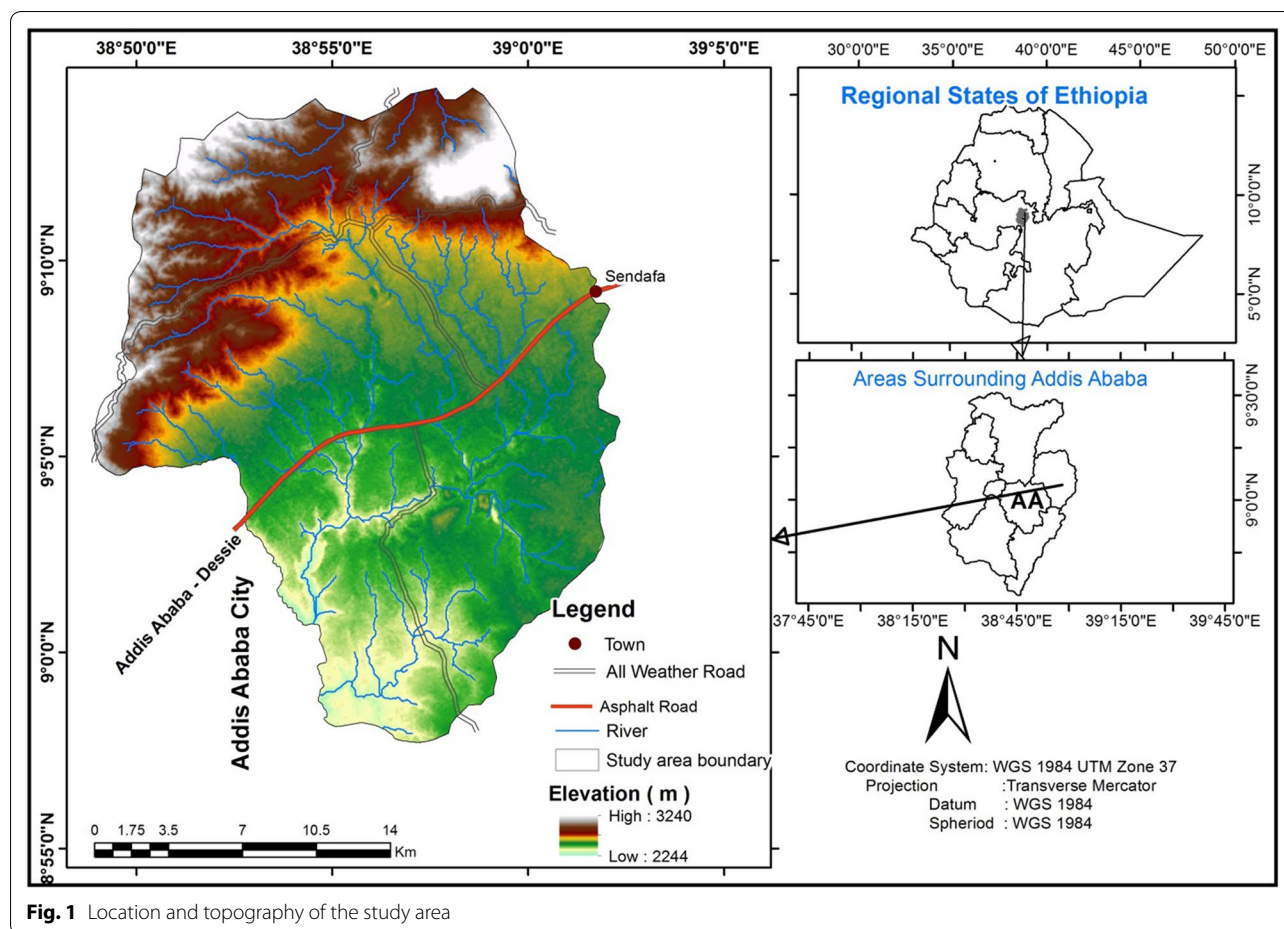 38°50'0"E 38°55'0"E 39°0'0"E 39°5'0"E
9°10'0"N
9°5'0"N
9°0'0"N
8°55'0"N
Sendafa
Addis Ababa - Dessie
Addis Ababa City
Legend
Town
All Weather Road
Asphalt Road
River
Study area boundary
Elevation ( m )
High : 3240
Low : 2244
0 1.75 3.5 7 10.5 14
Km
30°0'0"E 35°0'0"E 40°0'0"E 45°0'0"E 50°0'0"E
Regional States of Ethiopia
10°0'0"N
5°0'0"N
Areas Surrounding Addis Ababa
AA
9°3'0"N
9°0'0"N
37°45'0"E 38°15'0"E 38°45'0"E 39°15'0"E 39°45'0"E
N
Coordinate System: WGS 1984 UTM Zone 37
Projection :Transverse Mercator
Datum : WGS 1984
Spheriod : WGS 1984
Fig. 1 Location and topography of the study area